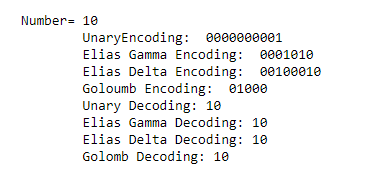 Number= 10
UnaryEncoding:  0000000001
Elias Gamma Encoding:  0001010
Elias Delta Encoding:  00100010
Goloumb Encoding:  01000
Unary Decoding: 10
Elias Gamma Decoding: 10
Elias Delta Decoding: 10
Golomb Decoding: 10